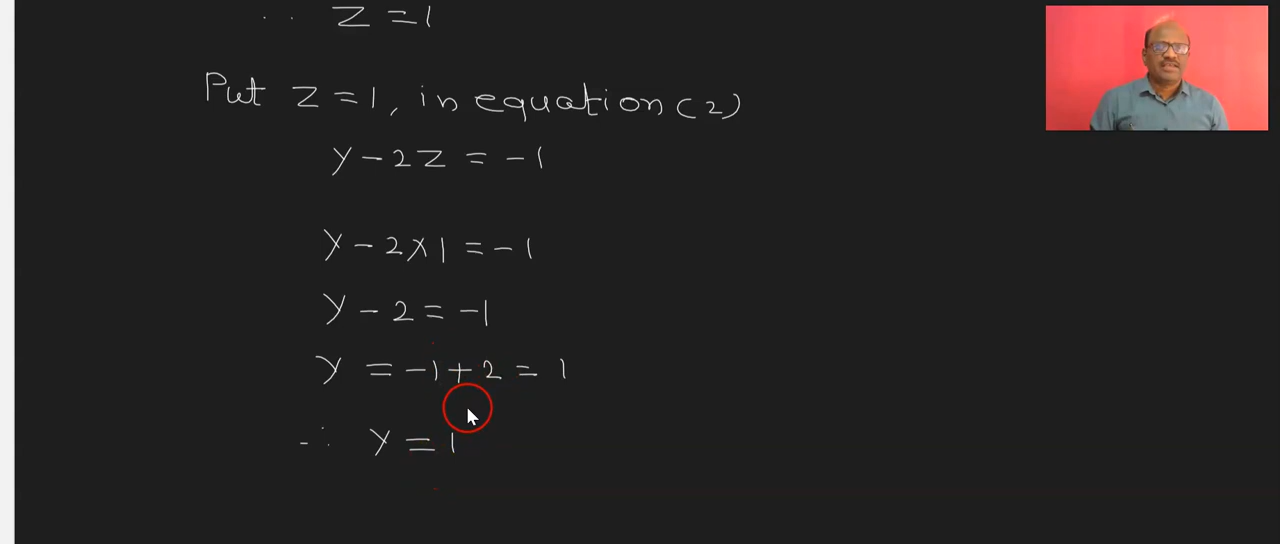 ∴ z = 1
Put z = 1, in equation (2)
y - 2z = -1
y - 2 × 1 = -1
y - 2 = -1
y = -1 + 2 = 1
∴ y = 1